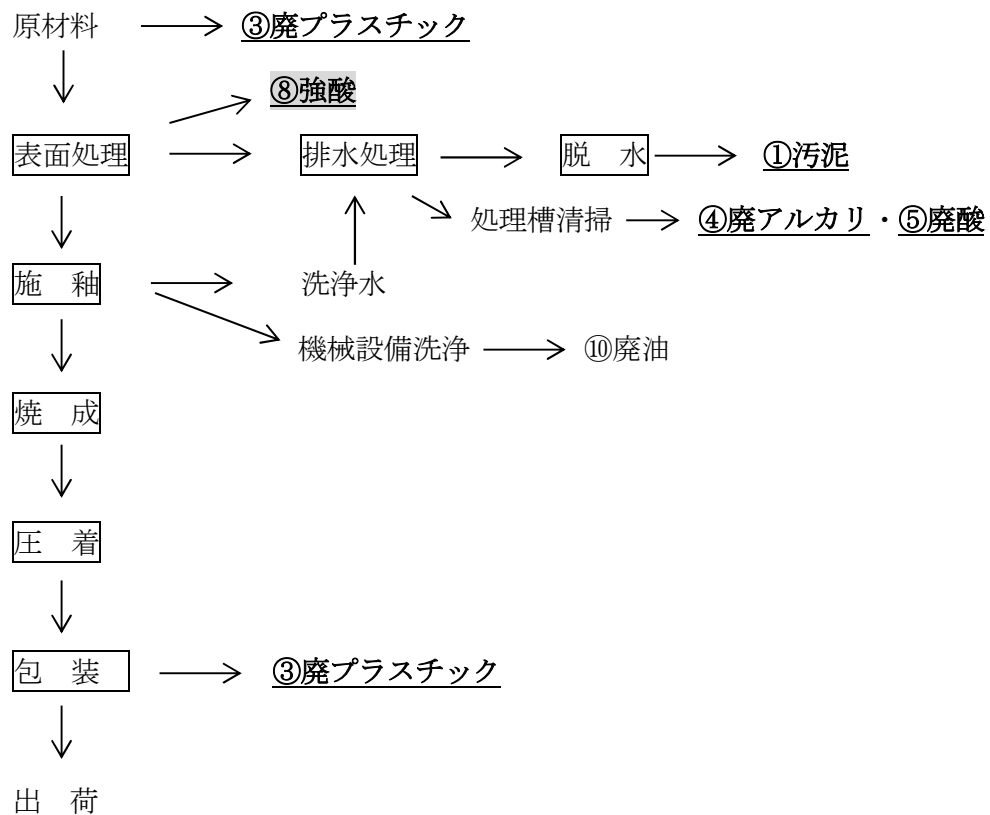 原材料 ③廃プラスチック
⑧強酸
表面処理 排水処理 脱　水 ①汚泥
処理槽清掃 ④廃アルカリ・⑤廃酸
施　釉 洗浄水
機械設備洗浄 ⑩廃油
焼　成
圧　着
包　装 ③廃プラスチック
出　荷